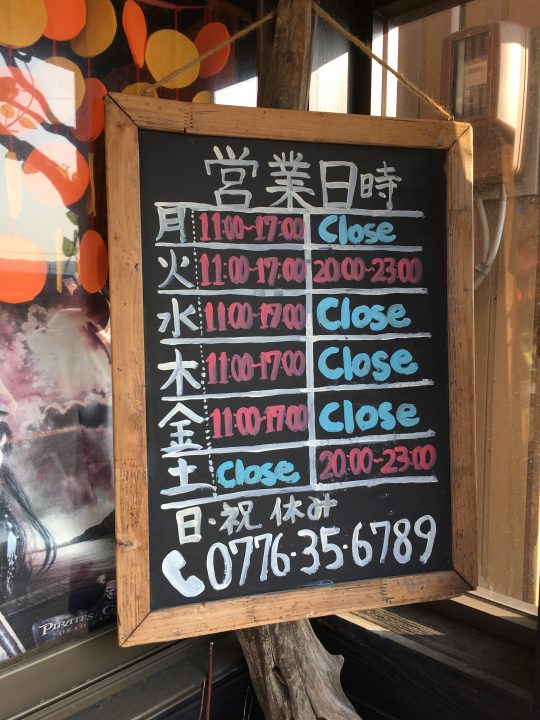 営業日時
月 11:00~17:00 Close
火 11:00~17:00 20:00~23:00
水 11:00~17:00 Close
木 11:00~17:00 Close
金 11:00~17:00 Close
土 Close 20:00~23:00
日・祝 休み
0776・35・6789
PIRATES